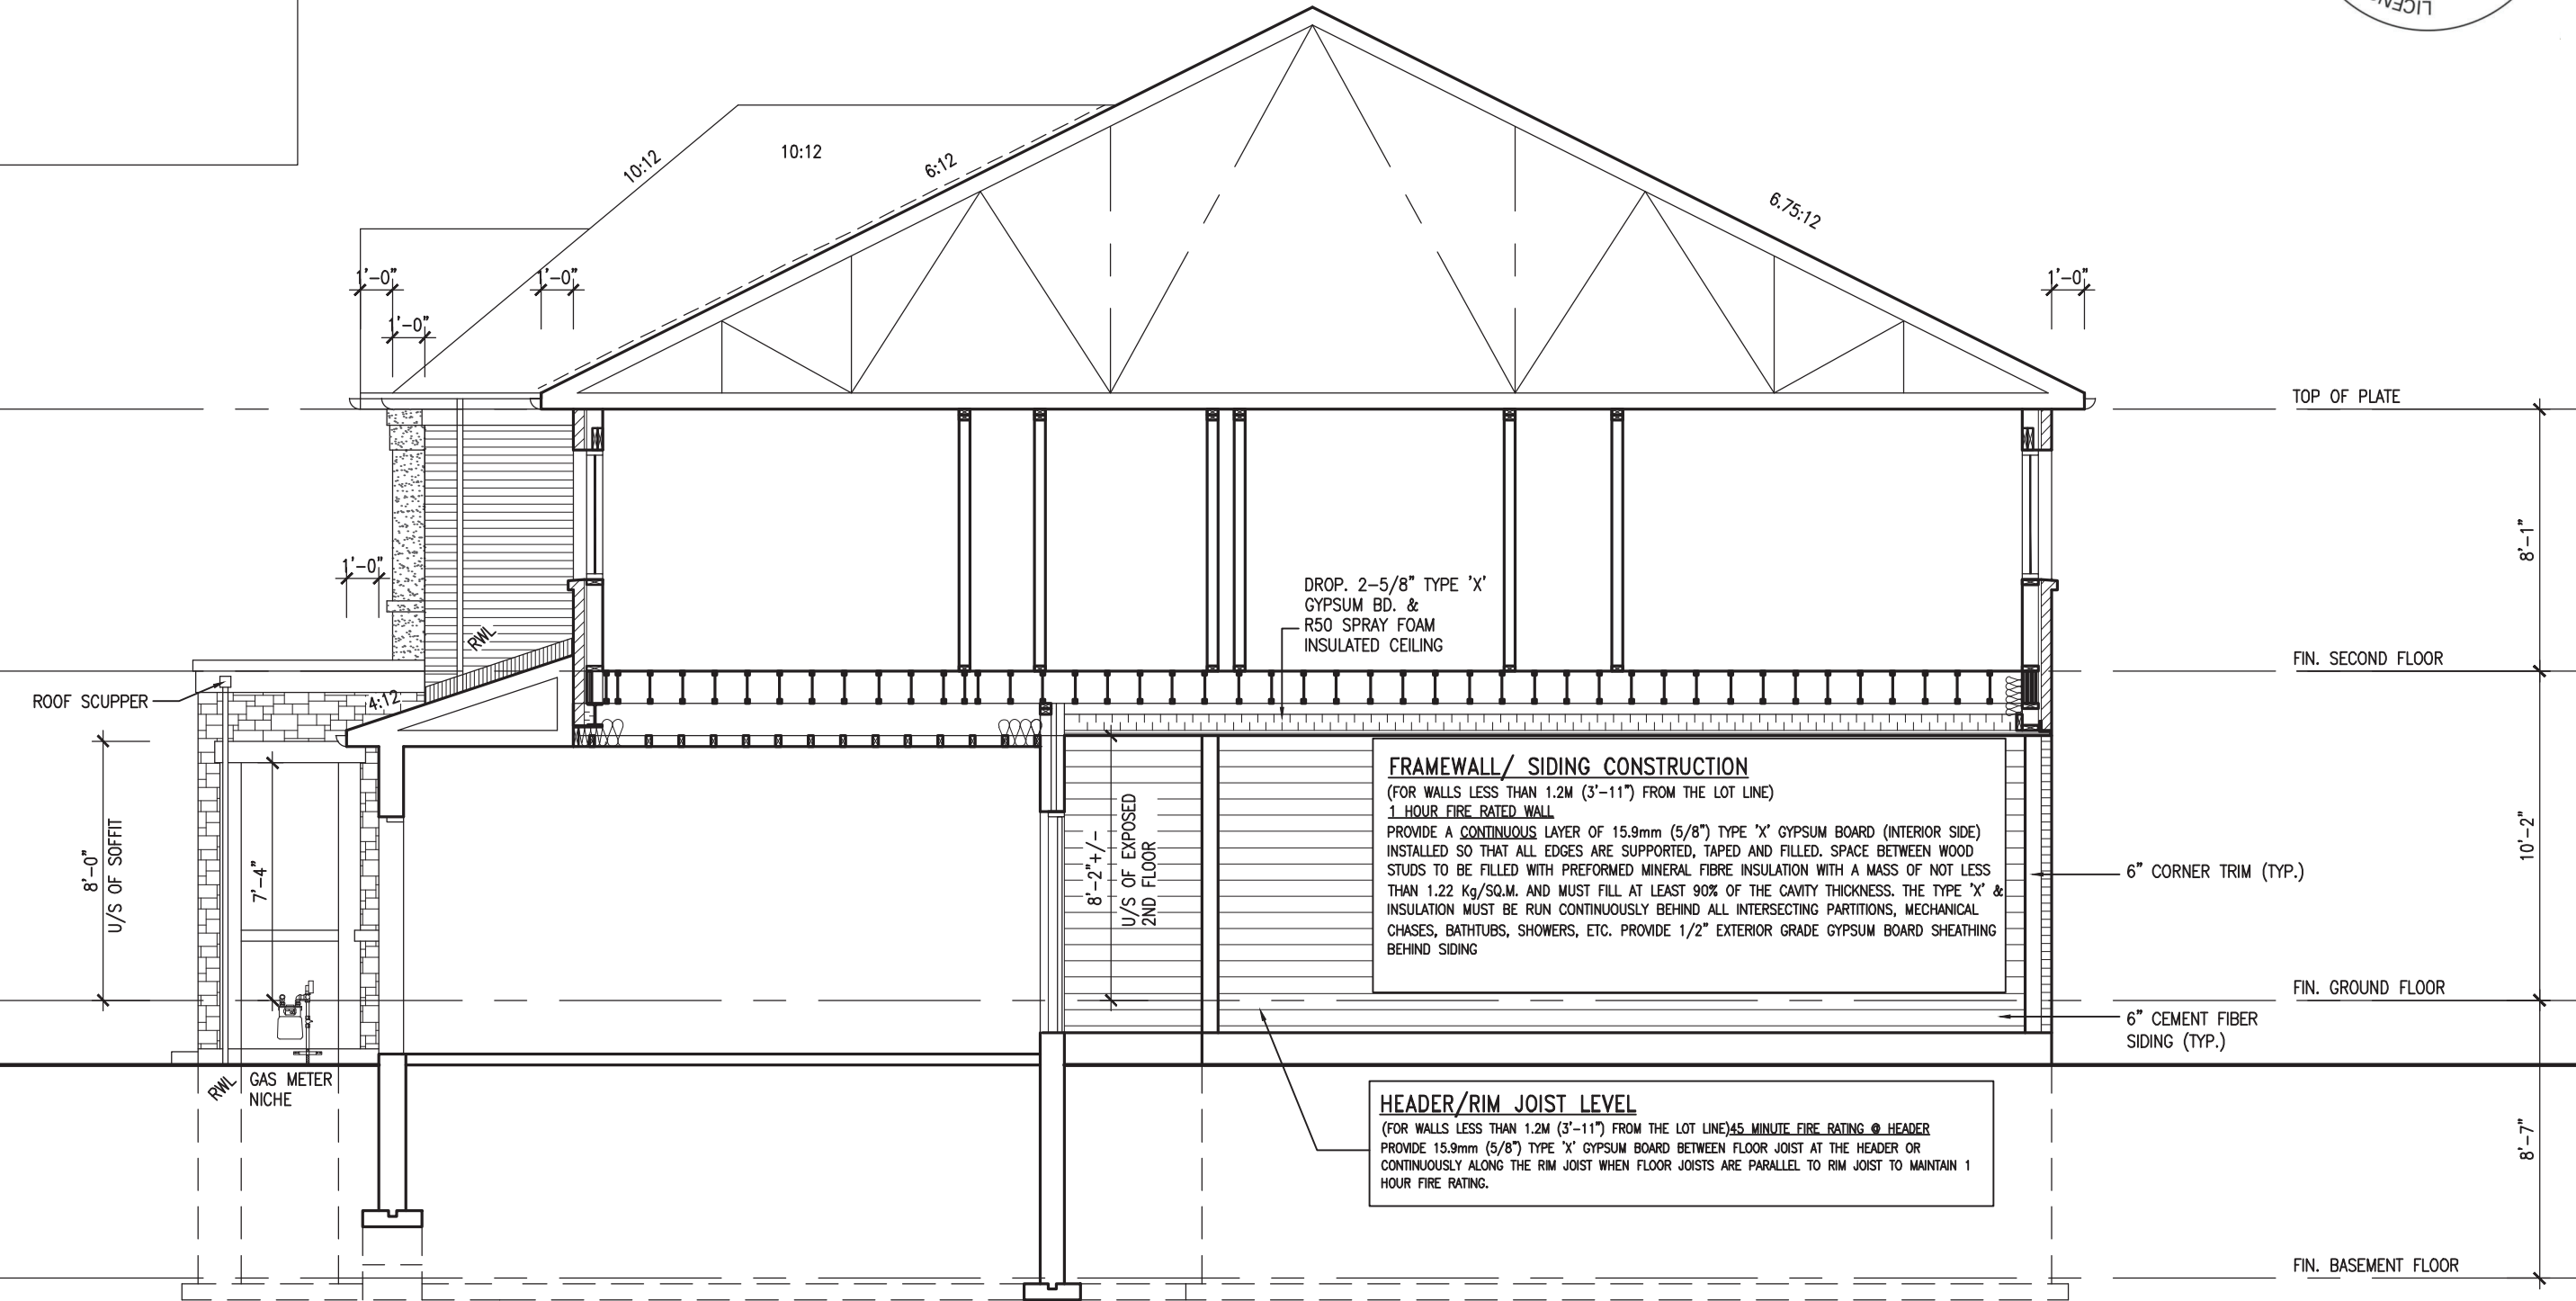 LICENS
10:12
10:12
6:12
6.75:12
1'-0"
1'-0"
1'-0"
1'-0"
TOP OF PLATE
8'-1"
1'-0"
DROP. 2-5/8" TYPE 'X'
GYPSUM BD. &
R50 SPRAY FOAM
INSULATED CEILING
RWL
FIN. SECOND FLOOR
ROOF SCUPPER
4:12
FRAMEWALL/ SIDING CONSTRUCTION
(FOR WALLS LESS THAN 1.2M (3'-11") FROM THE LOT LINE)
1 HOUR FIRE RATED WALL
PROVIDE A CONTINUOUS LAYER OF 15.9mm (5/8") TYPE 'X' GYPSUM BOARD (INTERIOR SIDE)
INSTALLED SO THAT ALL EDGES ARE SUPPORTED, TAPED AND FILLED. SPACE BETWEEN WOOD
STUDS TO BE FILLED WITH PREFORMED MINERAL FIBRE INSULATION WITH A MASS OF NOT LESS
THAN 1.22 Kg/SQ.M. AND MUST FILL AT LEAST 90% OF THE CAVITY THICKNESS. THE TYPE 'X' &
INSULATION MUST BE RUN CONTINUOUSLY BEHIND ALL INTERSECTING PARTITIONS, MECHANICAL
CHASES, BATHTUBS, SHOWERS, ETC. PROVIDE 1/2" EXTERIOR GRADE GYPSUM BOARD SHEATHING
BEHIND SIDING
8'-0"
U/S OF SOFFIT
7'-4"
8'-2"+/-
U/S OF EXPOSED
2ND FLOOR
10'-2"
6" CORNER TRIM (TYP.)
FIN. GROUND FLOOR
6" CEMENT FIBER
SIDING (TYP.)
RWL
GAS METER
NICHE
HEADER/RIM JOIST LEVEL
(FOR WALLS LESS THAN 1.2M (3'-11") FROM THE LOT LINE)45 MINUTE FIRE RATING @ HEADER
PROVIDE 15.9mm (5/8") TYPE 'X' GYPSUM BOARD BETWEEN FLOOR JOIST AT THE HEADER OR
CONTINUOUSLY ALONG THE RIM JOIST WHEN FLOOR JOISTS ARE PARALLEL TO RIM JOIST TO MAINTAIN 1
HOUR FIRE RATING.
8'-7"
FIN. BASEMENT FLOOR